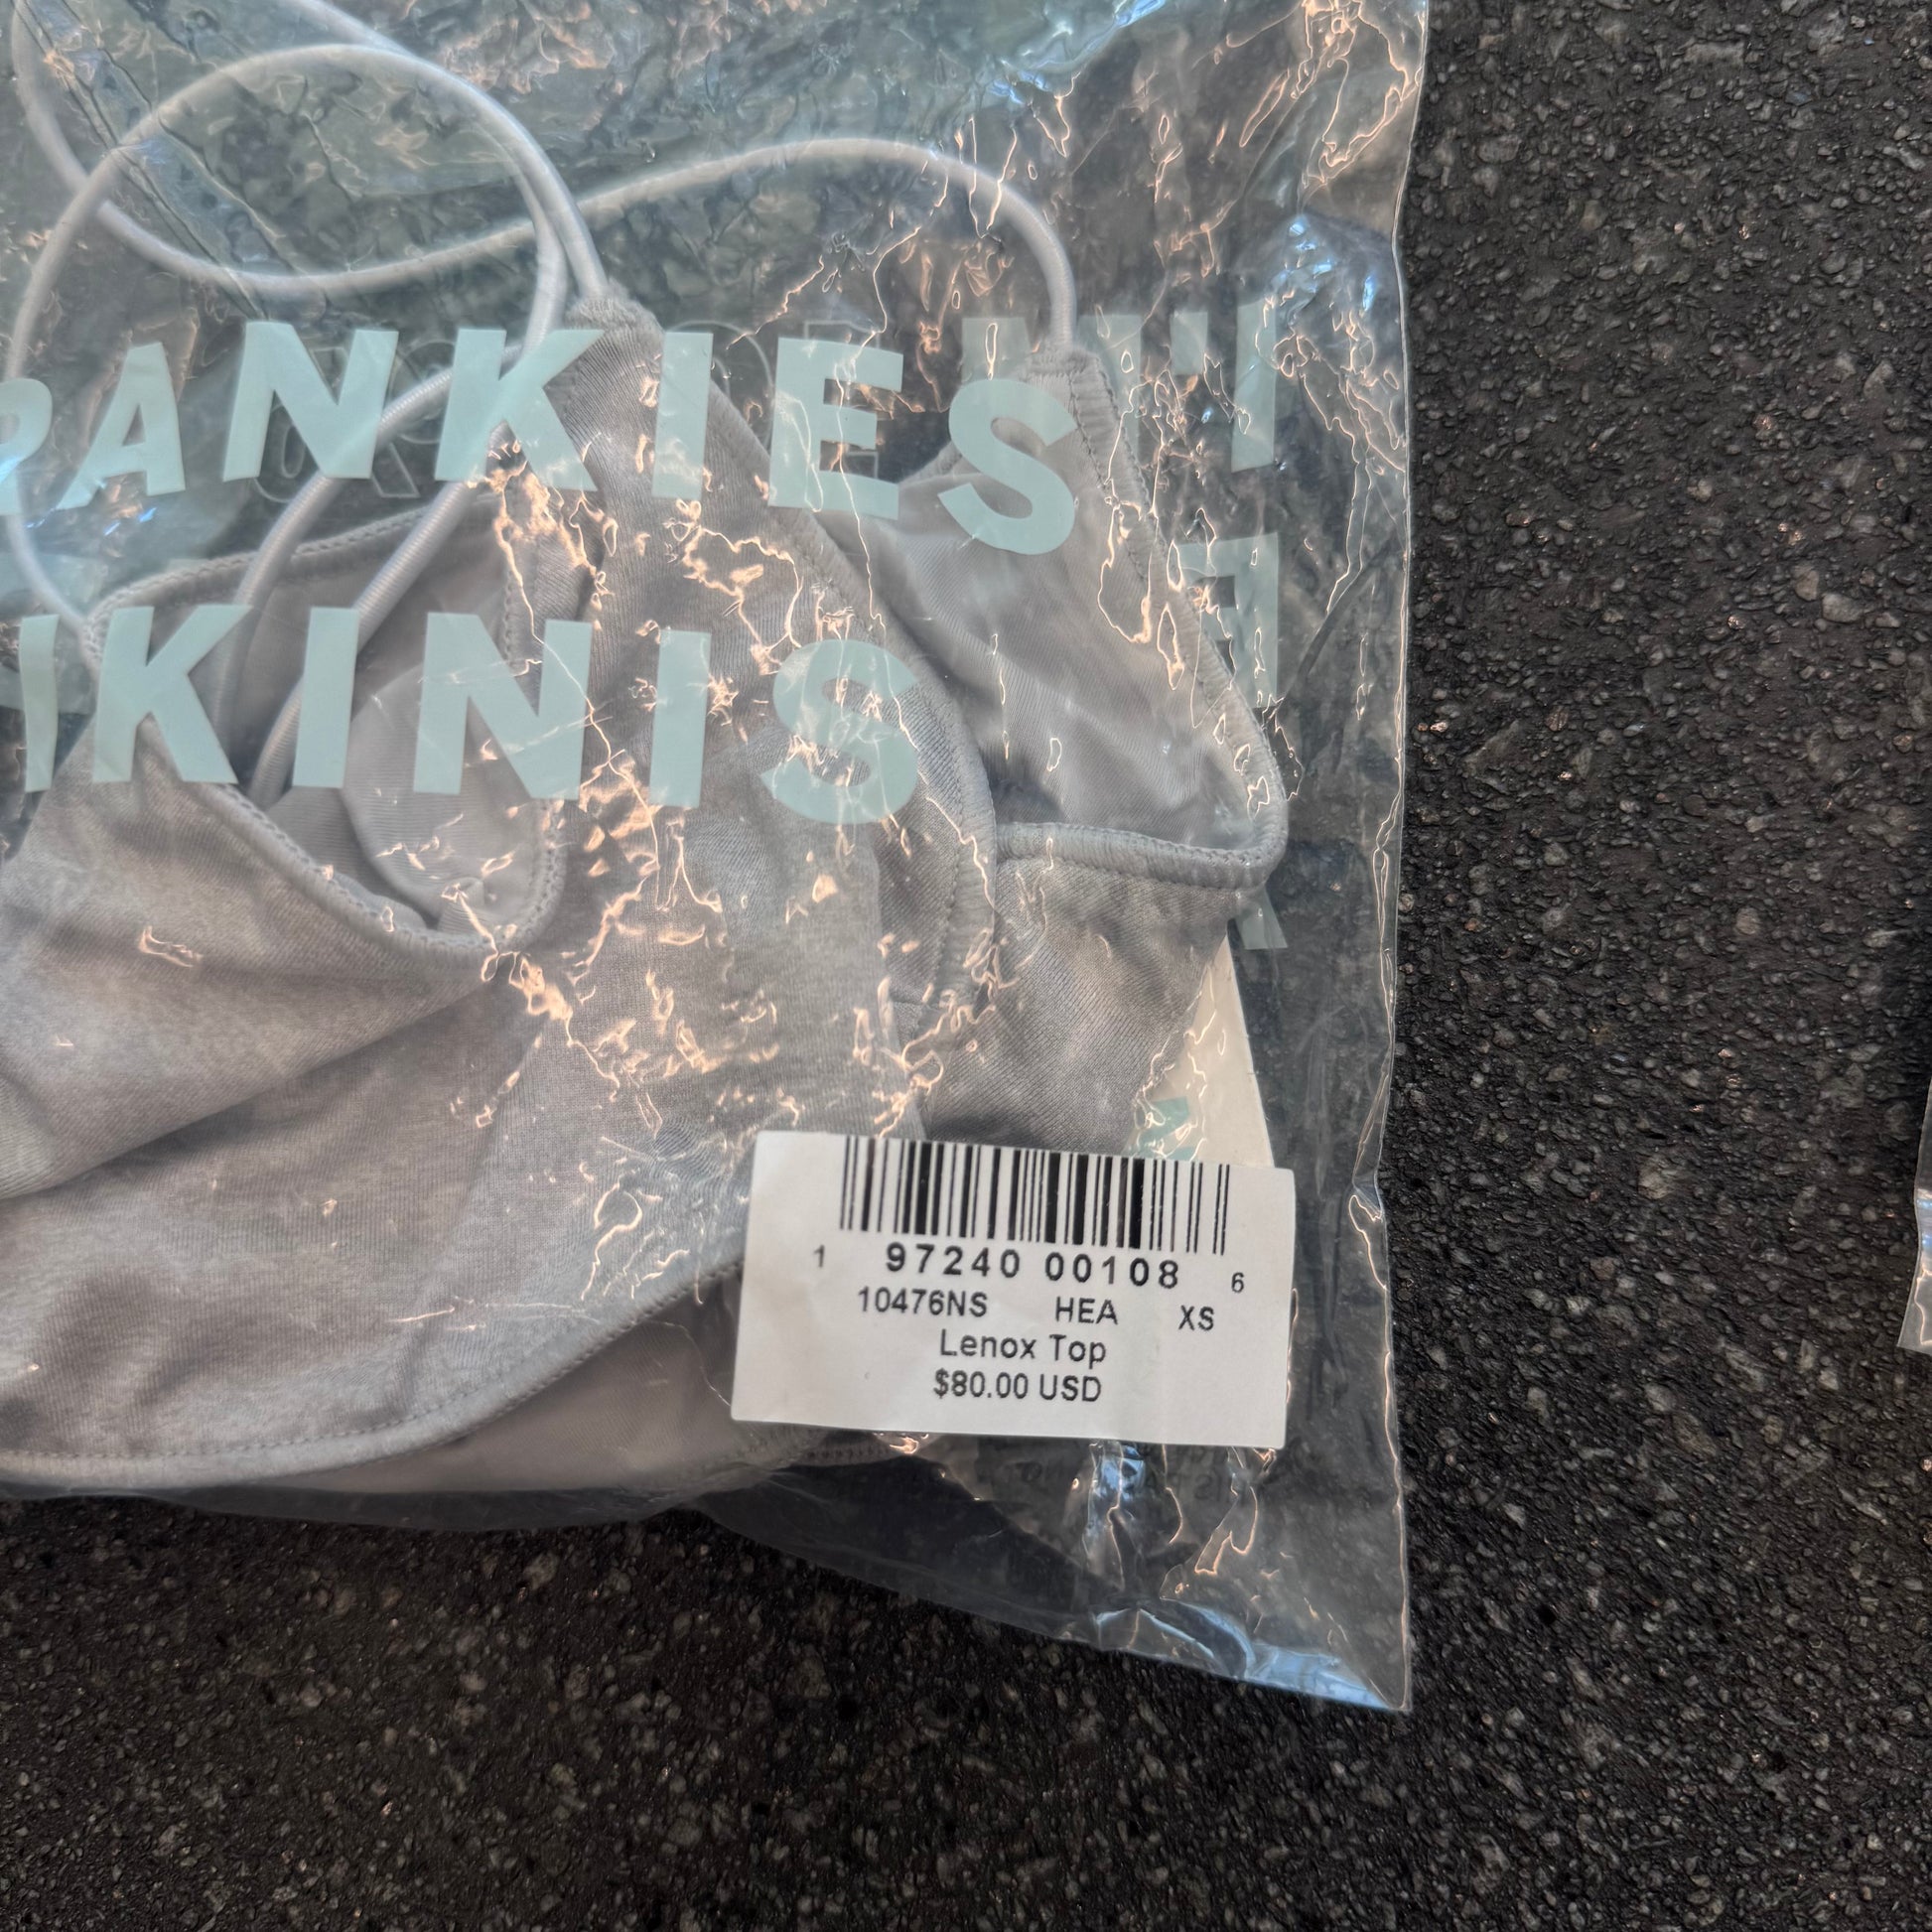 RANKIES
IKINIS
1 97240 00108 6
10476NS HEA XS
Lenox Top
$80.00 USD